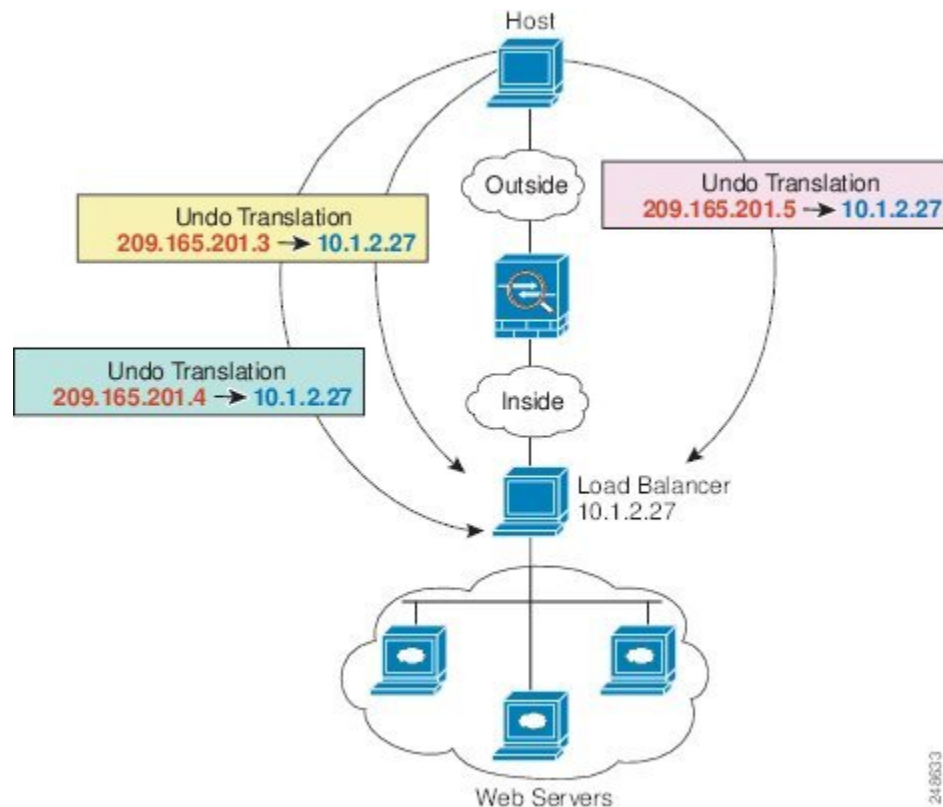 Host
Outside
Undo Translation
209.165.201.5 → 10.1.2.27
Undo Translation
209.165.201.3 → 10.1.2.27
Undo Translation
209.165.201.4 → 10.1.2.27
Inside
Load Balancer
10.1.2.27
Web Servers
248633